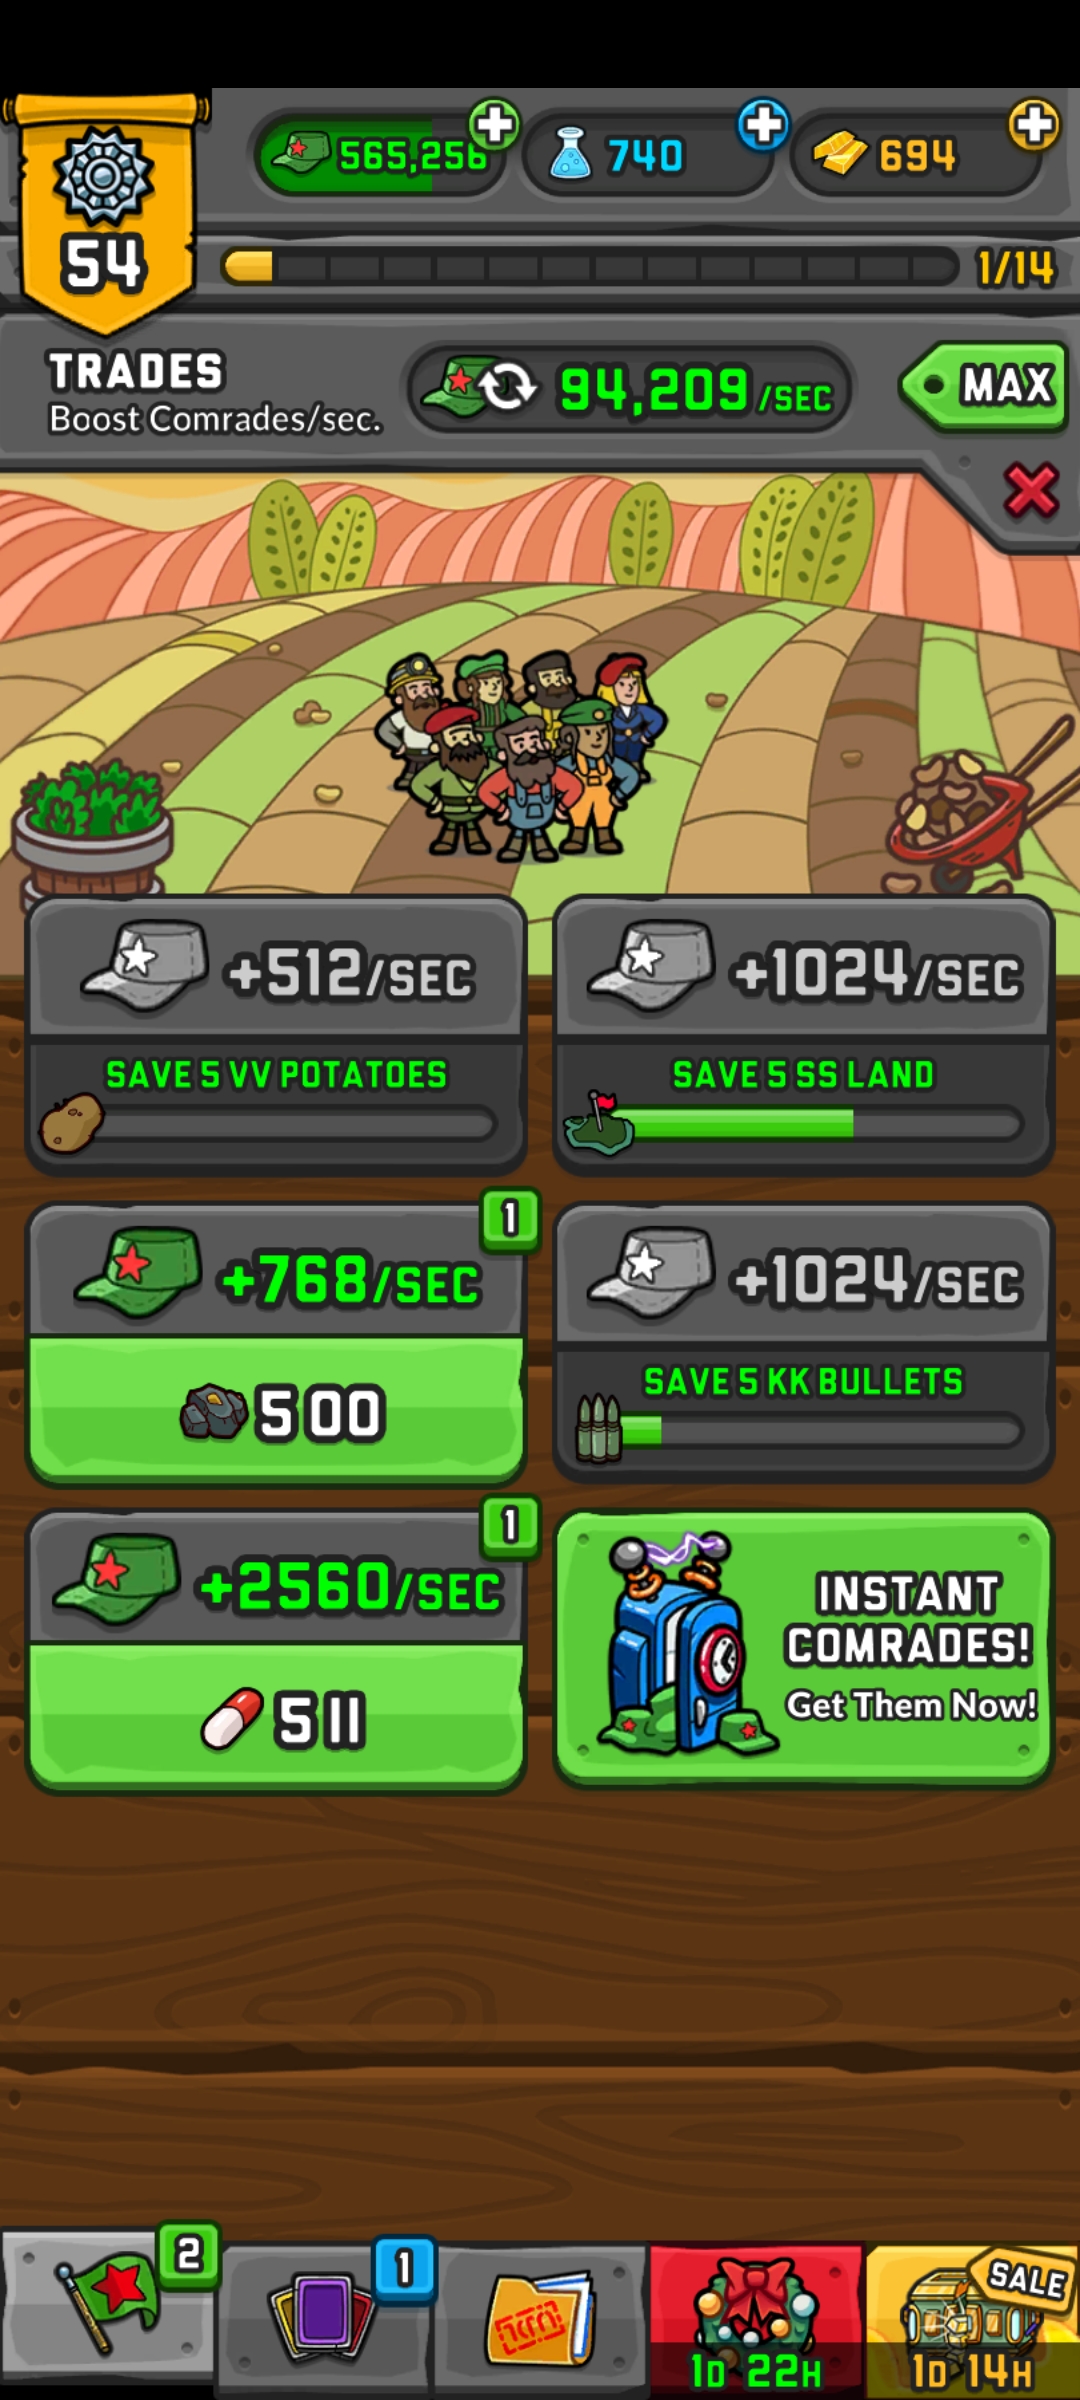 565,256
740
694
54
1/14
TRADES
Boost Comrades/sec.
94,209/SEC
MAX
+512/SEC
SAVE 5 VV POTATOES
+1024/SEC
SAVE 5 SS LAND
1
+768/SEC
500
+1024/SEC
SAVE 5 KK BULLETS
1
+2560/SEC
511
INSTANT
COMRADES!
Get Them Now!
2
1
SALE
1D 22H
1D 14H